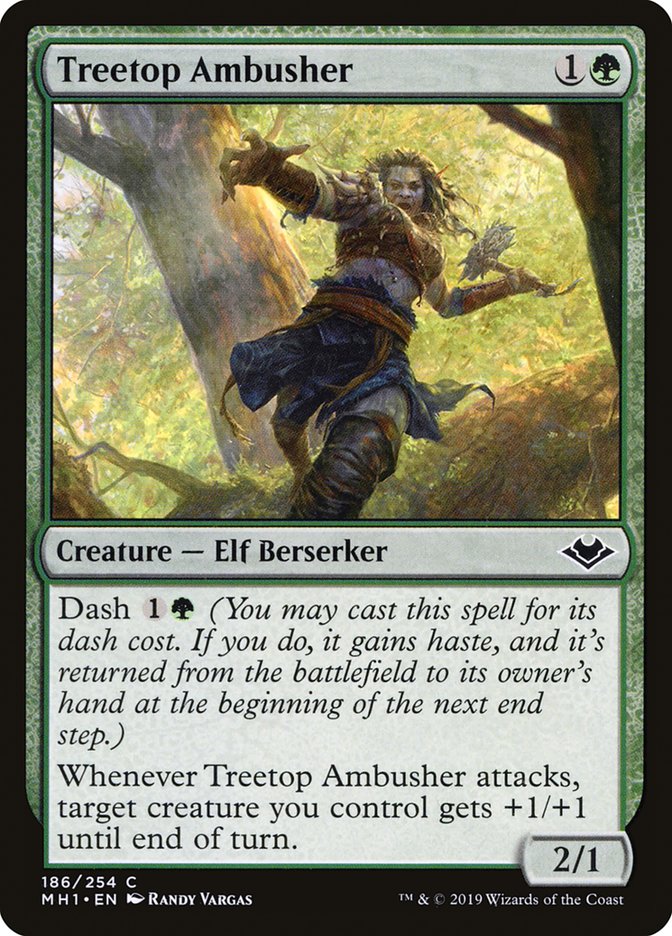 Treetop Ambusher 1
Creature — Elf Berserker
Dash 1 (You may cast this spell for its
dash cost. If you do, it gains haste, and it's
returned from the battlefield to its owner's
hand at the beginning of the next end
step.)
Whenever Treetop Ambusher attacks,
target creature you control gets +1/+1
until end of turn.
2/1
186/254 C
MH1 • EN Randy Vargas
™ & © 2019 Wizards of the Coast